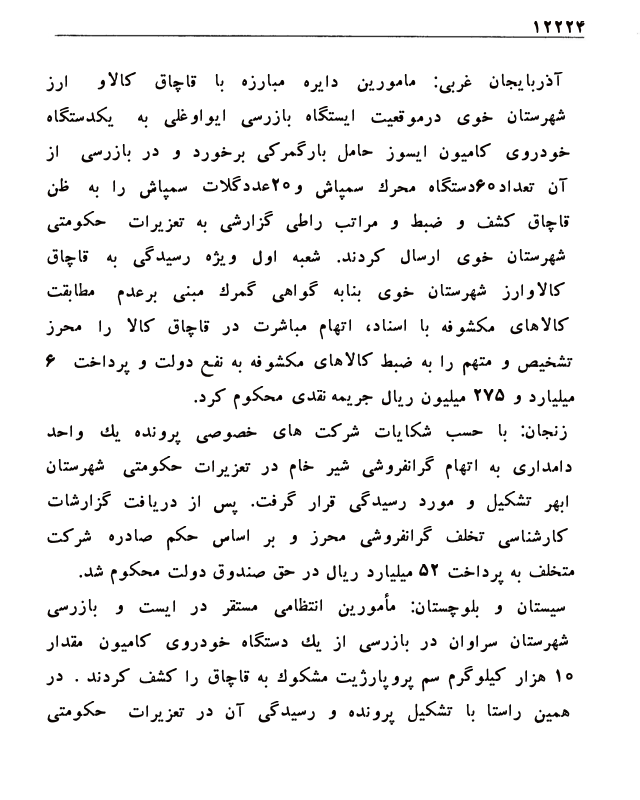 ۱۲۲۲۴
آذربایجان غربی: مامورین دایره مبارزه با قاچاق کالاو ارز
شهرستان خوی درموقعیت ایستگاه بازرسی ایواوغلی به یکدستگاه
خودروی کامیون ایسوز حامل بارگمرکی برخورد و در بازرسی از
آن تعداد۶۰دستگاه محرك سمپاش و۲۰عددگلات سمپاش را به ظن
قاچاق کشف و ضبط و مراتب راطی گزارشی به تعزیرات حکومتی
شهرستان خوی ارسال کردند. شعبه اول ویژه رسیدگی به قاچاق
کالاوارز شهرستان خوی بنابه گواهی گمرك مبنی برعدم مطابقت
کالاهای مکشوفه با اسناد، اتهام مباشرت در قاچاق کالا را محرز
تشخیص و متهم را به ضبط کالاهای مکشوفه به نفع دولت و پرداخت ۶
میلیارد و ۲۷۵ میلیون ریال جریمه نقدی محکوم کرد.
زنجان: با حسب شکایات شرکت های خصوصی پرونده یك واحد
دامداری به اتهام گرانفروشی شیر خام در تعزیرات حکومتی شهرستان
ابهر تشکیل و مورد رسیدگی قرار گرفت. پس از دریافت گزارشات
کارشناسی تخلف گرانفروشی محرز و بر اساس حکم صادره شرکت
متخلف به پرداخت ۵۲ میلیارد ریال در حق صندوق دولت محکوم شد.
سیستان و بلوچستان: مأمورین انتظامی مستقر در ایست و بازرسی
شهرستان سراوان در بازرسی از یك دستگاه خودروی کامیون مقدار
۱۰ هزار کیلوگرم سم پروپارژیت مشکوك به قاچاق را کشف کردند . در
همین راستا با تشکیل پرونده و رسیدگی آن در تعزیرات حکومتی